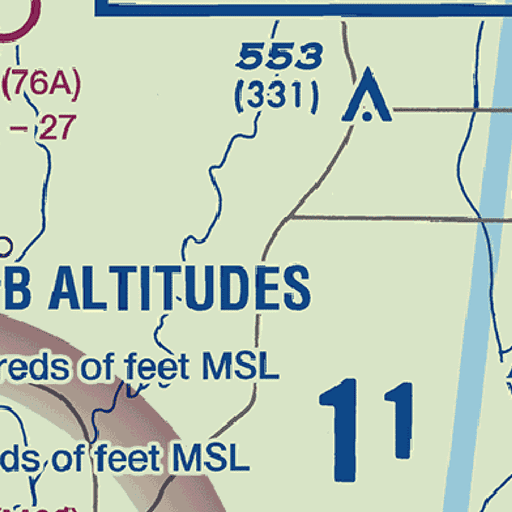 553
(331)
(76A)
– 27
B ALTITUDES
reds of feet MSL
11
ds of feet MSL